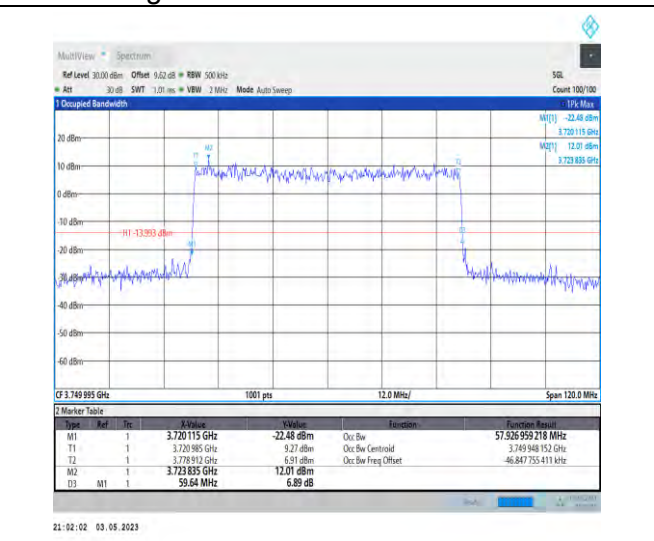 MultiView Spectrum
Ref Level 30.00 dBm Offset 9.62 dB RBW 500 kHz SGL
Att 30 dB SWT 1.01 ms VBW 2 MHz Mode Auto Sweep Count 100/100
1 Occupied Bandwidth 1Pk Max
M1[1] -22.48 dBm
3.720 115 GHz
M2[1] 12.01 dBm
3.723 835 GHz
20 dBm
M2
T1 T2
10 dBm
0 dBm
-10 dBm
H1 -13.993 dBm
D3
M1
-20 dBm
-30 dBm
-40 dBm
-50 dBm
-60 dBm
CF 3.749 995 GHz 1001 pts 12.0 MHz/ Span 120.0 MHz
2 Marker Table
Type Ref Trc X-Value Y-Value Function Function Result
M1 1 3.720 115 GHz -22.48 dBm Occ Bw 57.926 959 218 MHz
T1 1 3.720 985 GHz 9.27 dBm Occ Bw Centroid 3.749 948 152 GHz
T2 1 3.778 912 GHz 6.91 dBm Occ Bw Freq Offset -46.847 755 411 kHz
M2 1 3.723 835 GHz 12.01 dBm
D3 M1 1 59.64 MHz 6.89 dB
21:02:02 03.05.2023